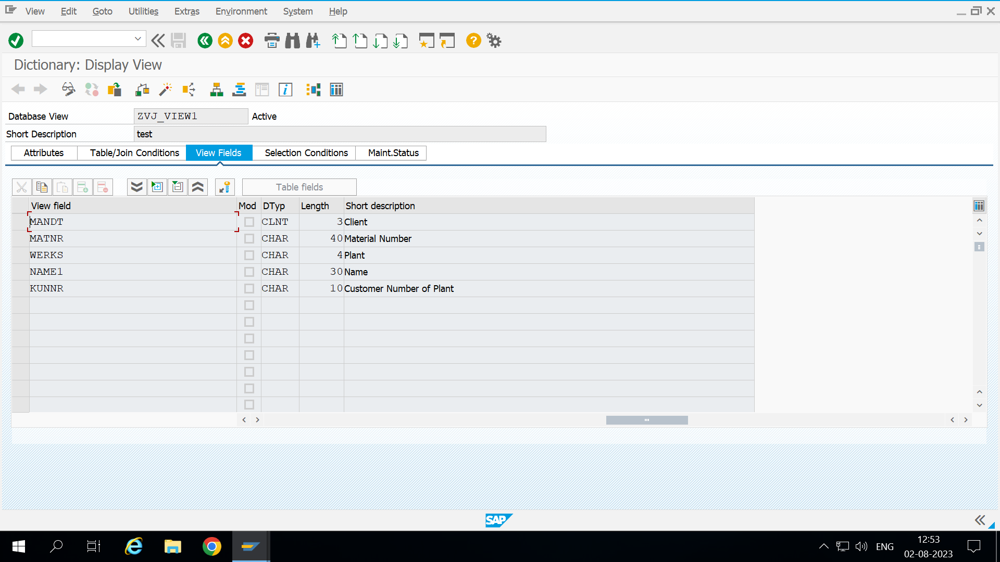 View Edit Goto Utilities Extras Environment System Help
Dictionary: Display View
Database View ZVJ_VIEW1 Active
Short Description test
Attributes Table/Join Conditions View Fields Selection Conditions Maint.Status
Table fields
View field Mod DTyp Length Short description
MANDT CLNT 3 Client
MATNR CHAR 40 Material Number
WERKS CHAR 4 Plant
NAME1 CHAR 30 Name
KUNNR CHAR 10 Customer Number of Plant
SAP
12:53
ENG
02-08-2023